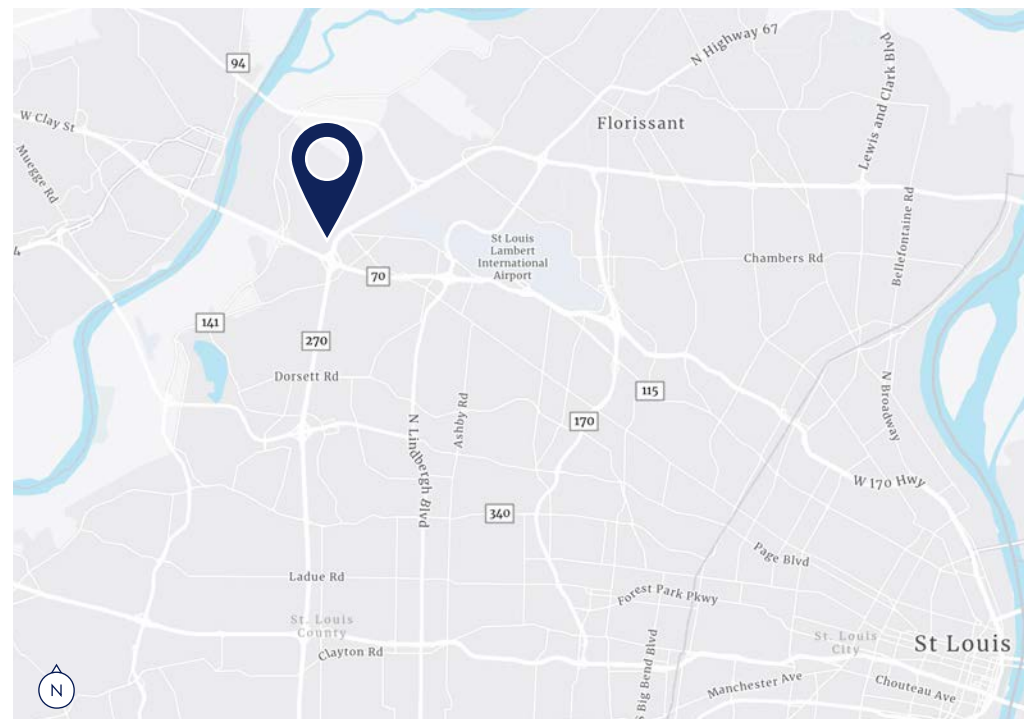 N Highway 67
94
Lewis and Clark Blvd
W Clay St
Florissant
Muegge Rd
Bellefontaine Rd
St Louis
Lambert
International
Airport
Chambers Rd
70
141
270
Dorsett Rd
115
N Broadway
Ashby Rd
170
N Lindbergh Blvd
W 170 Hwy
340
Page Blvd
Ladue Rd
Forest Park Pkwy
St. Louis
County
St. Louis
City
St Louis
Clayton Rd
S Big Bend Blvd
Manchester Ave
Chouteau Ave
N